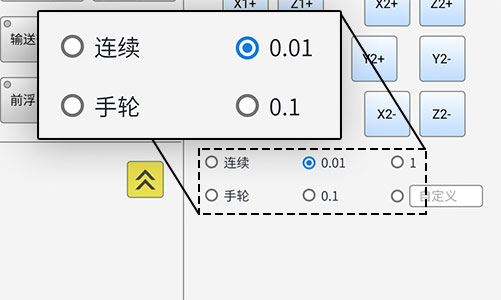 X1+ Z1+ X2+ Z2+
输送
连续 0.01
Y2+ Y2-
前浮
手轮 0.1
X2- Z2-
连续 0.01 1
手轮 0.1 自定义